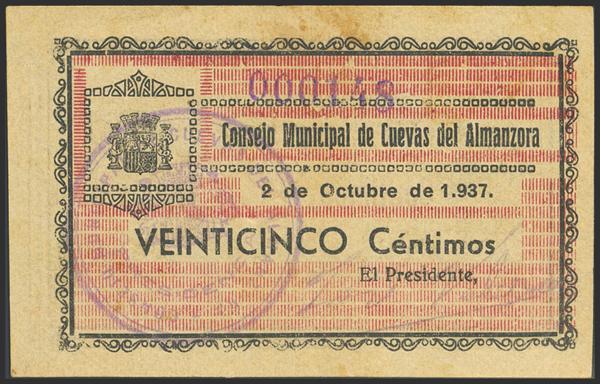 000148
Consejo Municipal de Cuevas del Almanzora
2 de Octubre de 1.937.
VEINTICINCO Céntimos
El Presidente,